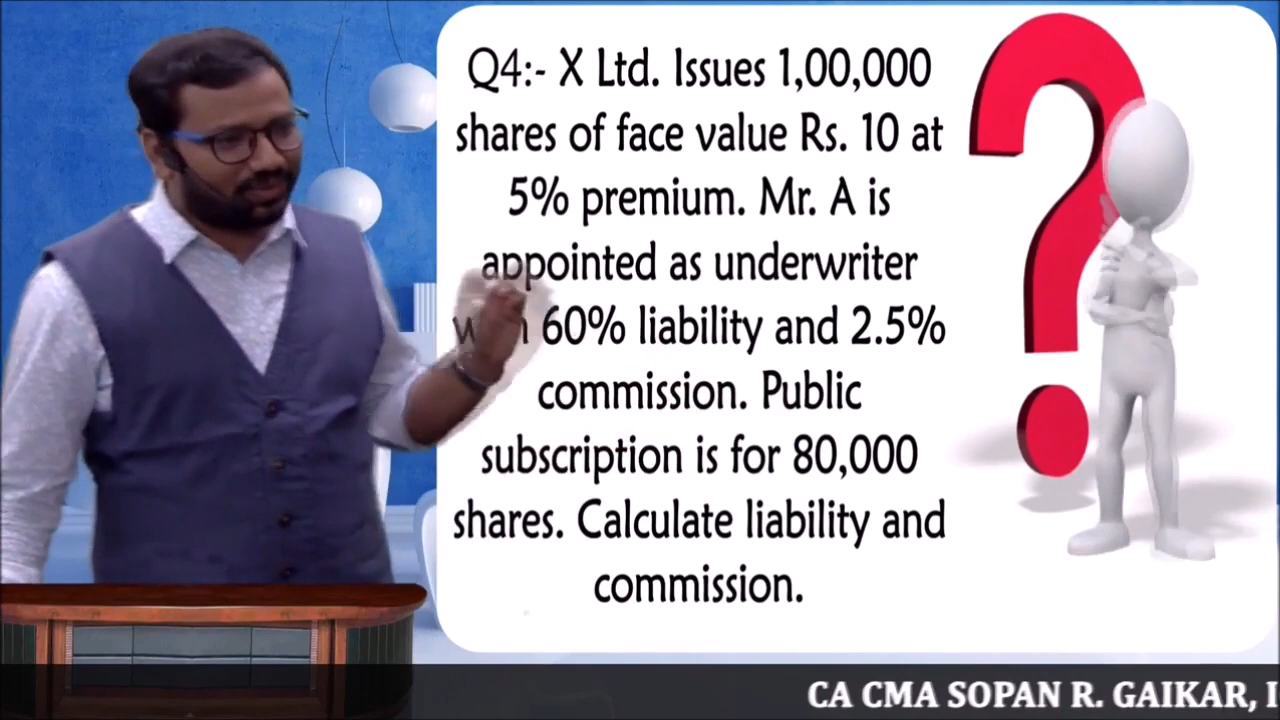 Q4:- X Ltd. Issues 1,00,000
shares of face value Rs. 10 at
5% premium. Mr. A is
appointed as underwriter
60% liability and 2.5%
commission. Public
subscription is for 80,000
shares. Calculate liability and
commission.
CA CMA SOPAN R. GAIKAR, I